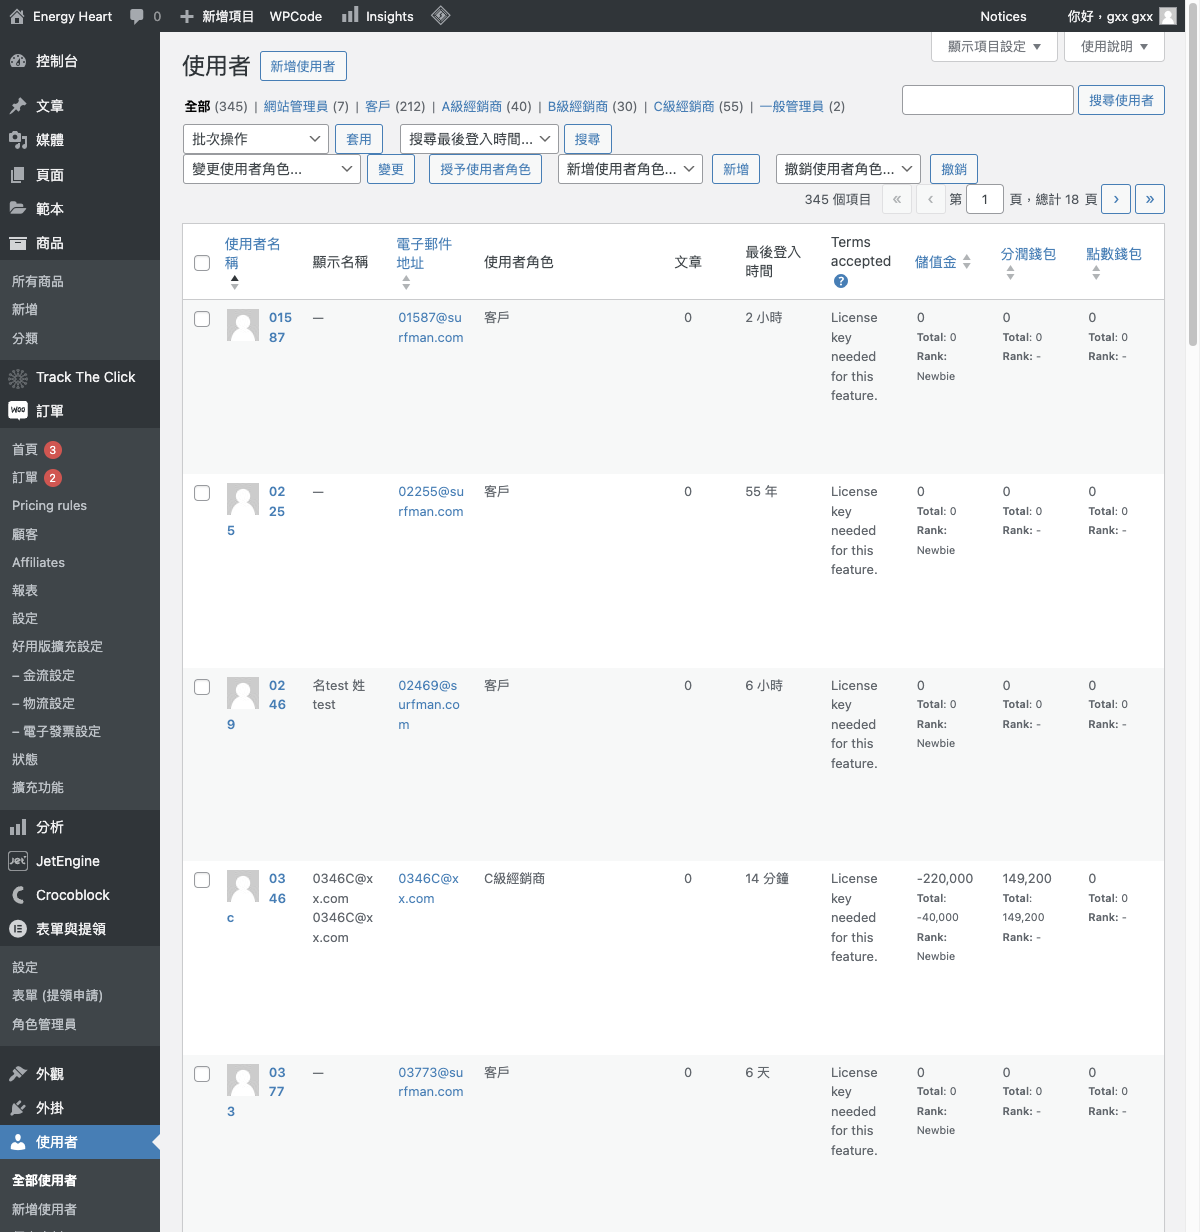 Energy Heart
0
新增項目
WPCode
Insights
Notices
你好，gxx gxx
控制台
文章
媒體
頁面
範本
商品
所有商品
新增
分類
Track The Click
訂單
首頁 3
訂單 2
Pricing rules
顧客
Affiliates
報表
設定
好用版擴充設定
– 金流設定
– 物流設定
– 電子發票設定
狀態
擴充功能
分析
JetEngine
Crocoblock
表單與提領
設定
表單 (提領申請)
角色管理員
外觀
外掛
使用者
全部使用者
新增使用者
顯示項目設定 ▼
使用說明 ▼
使用者
新增使用者
全部 (345) | 網站管理員 (7) | 客戶 (212) | A級經銷商 (40) | B級經銷商 (30) | C級經銷商 (55) | 一般管理員 (2)
搜尋使用者
批次操作
套用
搜尋最後登入時間...
搜尋
變更使用者角色...
變更
授予使用者角色
新增使用者角色...
新增
撤銷使用者角色...
撤銷
345 個項目 « ‹ 第 1 頁，總計 18 頁 › »
使用者名
稱
顯示名稱
電子郵件
地址
使用者角色
文章
最後登入
時間
Terms
accepted
?
儲值金
分潤錢包
點數錢包
015
87
—
01587@su
rfman.com
客戶
0
2 小時
License
key
needed
for this
feature.
0
Total: 0
Rank:
Newbie
0
Total: 0
Rank: -
0
Total: 0
Rank: -
02
25
5
—
02255@su
rfman.com
客戶
0
55 年
License
key
needed
for this
feature.
0
Total: 0
Rank:
Newbie
0
Total: 0
Rank: -
0
Total: 0
Rank: -
02
46
9
名test 姓
test
02469@s
urfman.co
m
客戶
0
6 小時
License
key
needed
for this
feature.
0
Total: 0
Rank:
Newbie
0
Total: 0
Rank: -
0
Total: 0
Rank: -
03
46
c
0346C@x
x.com
0346C@x
x.com
0346C@x
x.com
C級經銷商
0
14 分鐘
License
key
needed
for this
feature.
-220,000
Total:
-40,000
Rank:
Newbie
149,200
Total:
149,200
Rank: -
0
Total: 0
Rank: -
03
77
3
—
03773@su
rfman.com
客戶
0
6 天
License
key
needed
for this
feature.
0
Total: 0
Rank:
Newbie
0
Total: 0
Rank: -
0
Total: 0
Rank: -